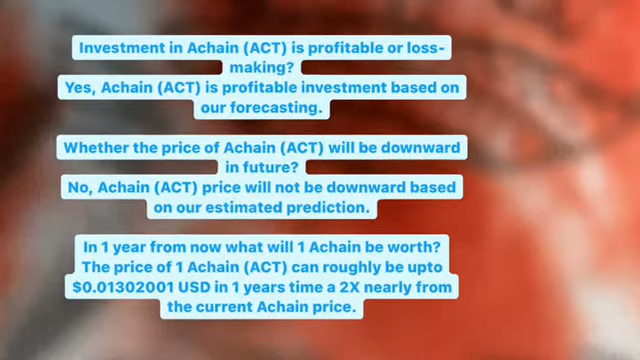 Investment in Achain (ACT) is profitable or loss-
making?
Yes, Achain (ACT) is profitable investment based on
our forecasting.
Whether the price of Achain (ACT) will be downward
in future?
No, Achain (ACT) price will not be downward based
on our estimated prediction.
In 1 year from now what will 1 Achain be worth?
The price of 1 Achain (ACT) can roughly be upto
$0.01302001 USD in 1 years time a 2X nearly from
the current Achain price.